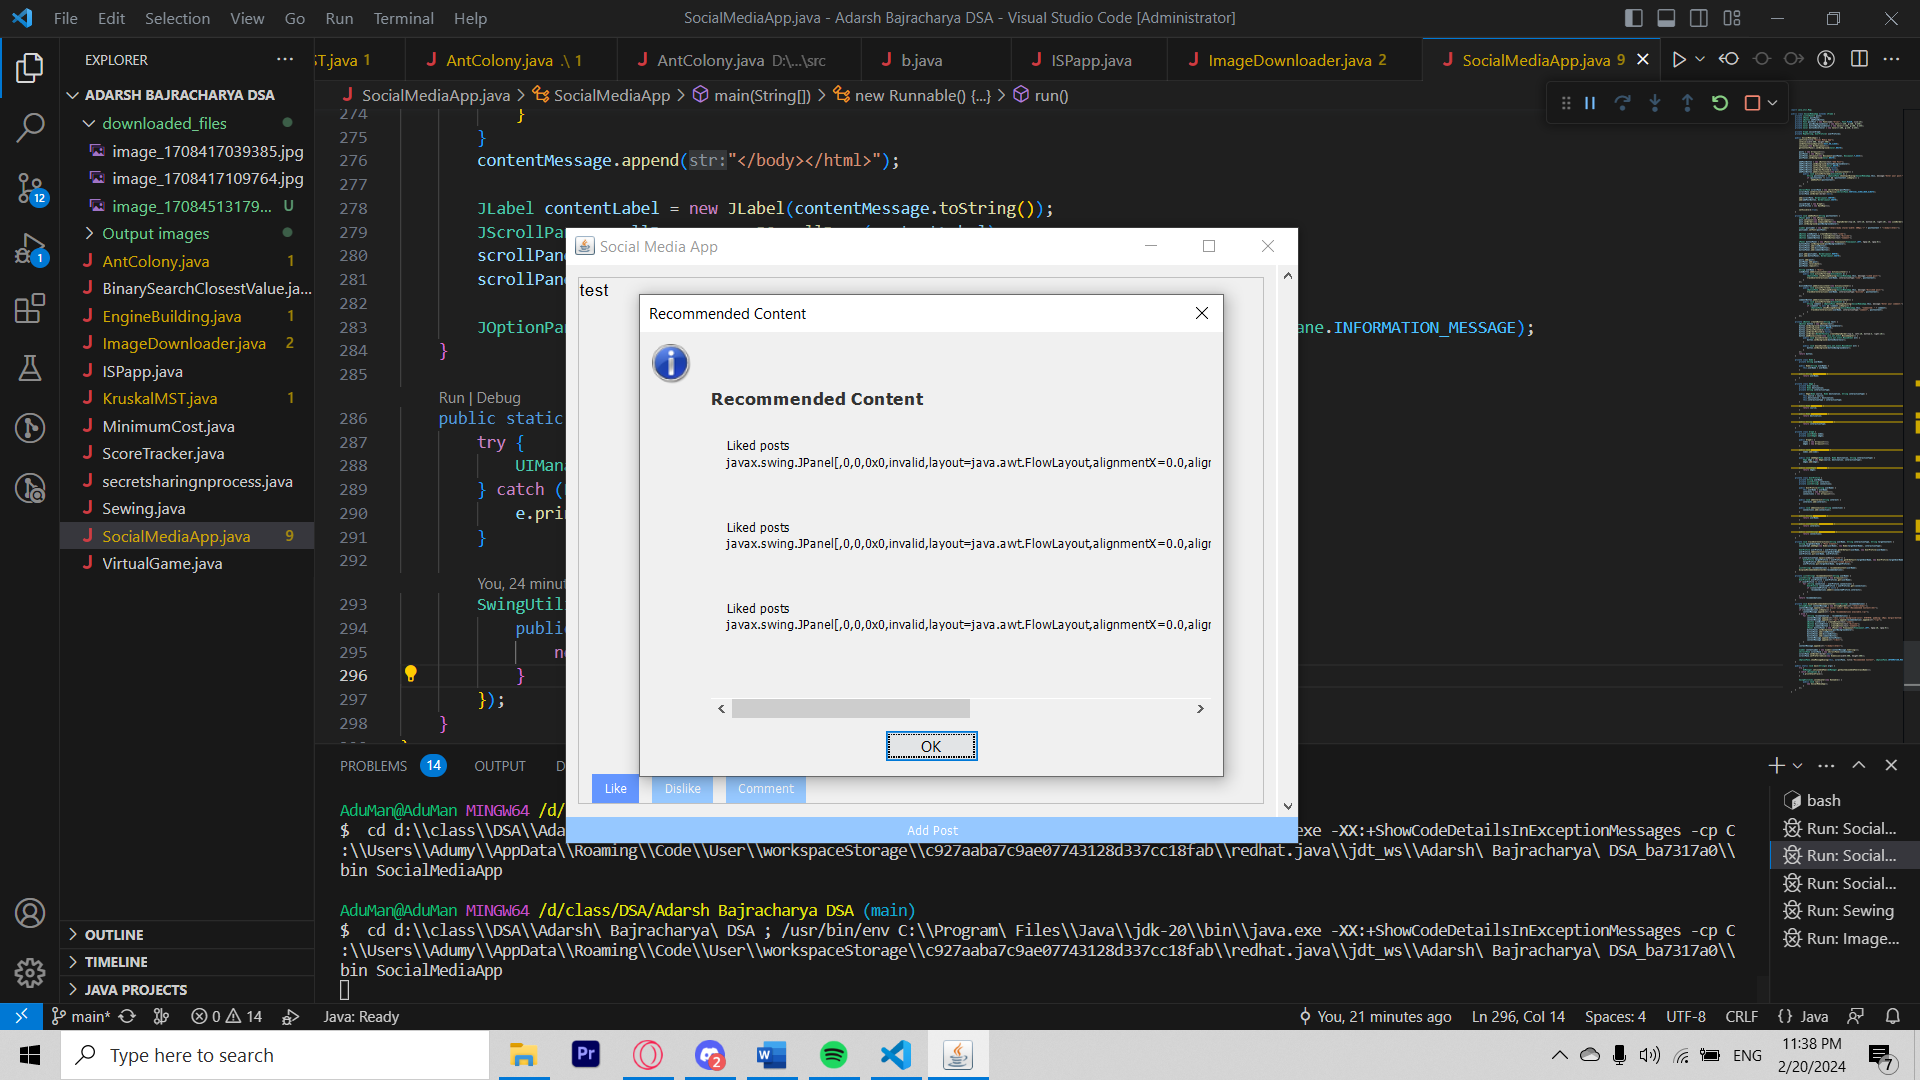 File Edit Selection View Go Run Terminal Help
SocialMediaApp.java - Adarsh Bajracharya DSA - Visual Studio Code [Administrator]
EXPLORER
ST.java 1
AntColony.java .\ 1
AntColony.java D:\...\src
b.java
ISPapp.java
ImageDownloader.java 2
SocialMediaApp.java 9
SocialMediaApp.java > SocialMediaApp > main(String[]) > new Runnable() {...} > run()
ADARSH BAJRACHARYA DSA
downloaded_files
image_1708417039385.jpg
image_1708417109764.jpg
image_17084513179... U
Output images
AntColony.java 1
BinarySearchClosestValue.ja...
EngineBuilding.java 1
ImageDownloader.java 2
ISPapp.java
KruskalMST.java 1
MinimumCost.java
ScoreTracker.java
secretsharingnprocess.java
Sewing.java
SocialMediaApp.java 9
VirtualGame.java
OUTLINE
TIMELINE
JAVA PROJECTS
12
1
274 }
275 }
276 contentMessage.append(str:"</body></html>");
277
278 JLabel contentLabel = new JLabel(contentMessage.toString());
279 JScrollPa
280 scrollPan
281 scrollPan
282
283 JOptionPa ane.INFORMATION_MESSAGE);
284 }
285
Run | Debug
286 public static
287 try {
288 UIMana
289 } catch (
290 e.prin
291 }
292
You, 24 minut
293 SwingUtil
294 public
295 ne
296 }
297 });
298 }
Social Media App
test
Recommended Content
Recommended Content
Liked posts
javax.swing.JPanel[,0,0,0x0,invalid,layout=java.awt.FlowLayout,alignmentX=0.0,align
Liked posts
javax.swing.JPanel[,0,0,0x0,invalid,layout=java.awt.FlowLayout,alignmentX=0.0,align
Liked posts
javax.swing.JPanel[,0,0,0x0,invalid,layout=java.awt.FlowLayout,alignmentX=0.0,align
OK
Like Dislike Comment
Add Post
PROBLEMS 14 OUTPUT D
AduMan@AduMan MINGW64 /d/
$ cd d:\\class\\DSA\\Ada exe -XX:+ShowCodeDetailsInExceptionMessages -cp C
:\\Users\\Adumy\\AppData\\Roaming\\Code\\User\\workspaceStorage\\c927aaba7c9ae07743128d337cc18fab\\redhat.java\\jdt_ws\\Adarsh\ Bajracharya\ DSA_ba7317a0\\
bin SocialMediaApp
AduMan@AduMan MINGW64 /d/class/DSA/Adarsh Bajracharya DSA (main)
$ cd d:\\class\\DSA\\Adarsh\ Bajracharya\ DSA ; /usr/bin/env C:\\Program\ Files\\Java\\jdk-20\\bin\\java.exe -XX:+ShowCodeDetailsInExceptionMessages -cp C
:\\Users\\Adumy\\AppData\\Roaming\\Code\\User\\workspaceStorage\\c927aaba7c9ae07743128d337cc18fab\\redhat.java\\jdt_ws\\Adarsh\ Bajracharya\ DSA_ba7317a0\\
bin SocialMediaApp
bash
Run: Social...
Run: Social...
Run: Social...
Run: Sewing
Run: Image...
main* 0 14 Java: Ready
You, 21 minutes ago Ln 296, Col 14 Spaces: 4 UTF-8 CRLF {} Java
Type here to search
Pr
2
ENG
11:38 PM
2/20/2024
7